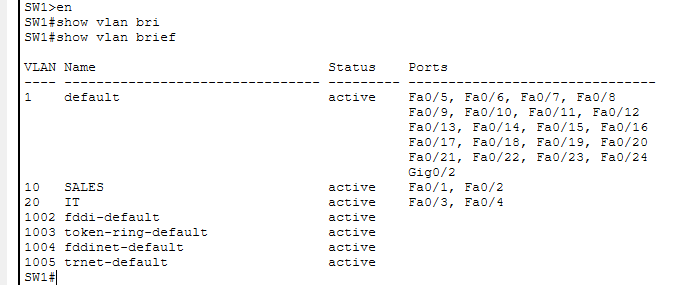 SW1>en
SW1#show vlan bri
SW1#show vlan brief
VLAN Name                             Status    Ports
---- -------------------------------- --------- -------------------------------
1    default                          active    Fa0/5, Fa0/6, Fa0/7, Fa0/8
                                                Fa0/9, Fa0/10, Fa0/11, Fa0/12
                                                Fa0/13, Fa0/14, Fa0/15, Fa0/16
                                                Fa0/17, Fa0/18, Fa0/19, Fa0/20
                                                Fa0/21, Fa0/22, Fa0/23, Fa0/24
                                                Gig0/2
10   SALES                            active    Fa0/1, Fa0/2
20   IT                               active    Fa0/3, Fa0/4
1002 fddi-default                     active
1003 token-ring-default               active
1004 fddinet-default                  active
1005 trnet-default                    active
SW1#